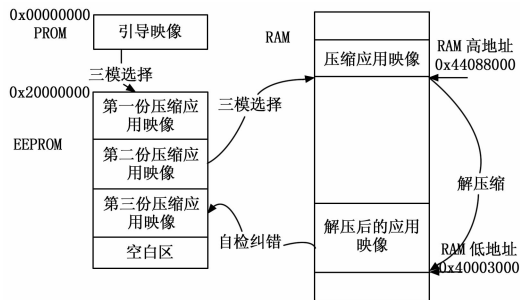 0x00000000
PROM
引导映像
三模选择
0x20000000
EEPROM
第一份压缩应
用映像
第二份压缩应
用映像
第三份压缩应
用映像
空白区
三模选择
自检纠错
RAM
压缩应用映像
RAM 高地址
0x44088000
解压缩
解压后的应用
映像
RAM 低地址
0x40003000